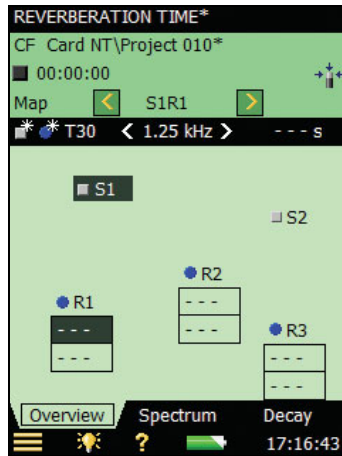 REVERBERATION TIME*
CF Card NT\Project 010*
00:00:00
Map < S1R1 >
T30 < 1.25 kHz > - - - s
S1
S2
R2
- - -
- - -
R1
- - -
- - -
R3
- - -
- - -
Overview Spectrum Decay
? 17:16:43